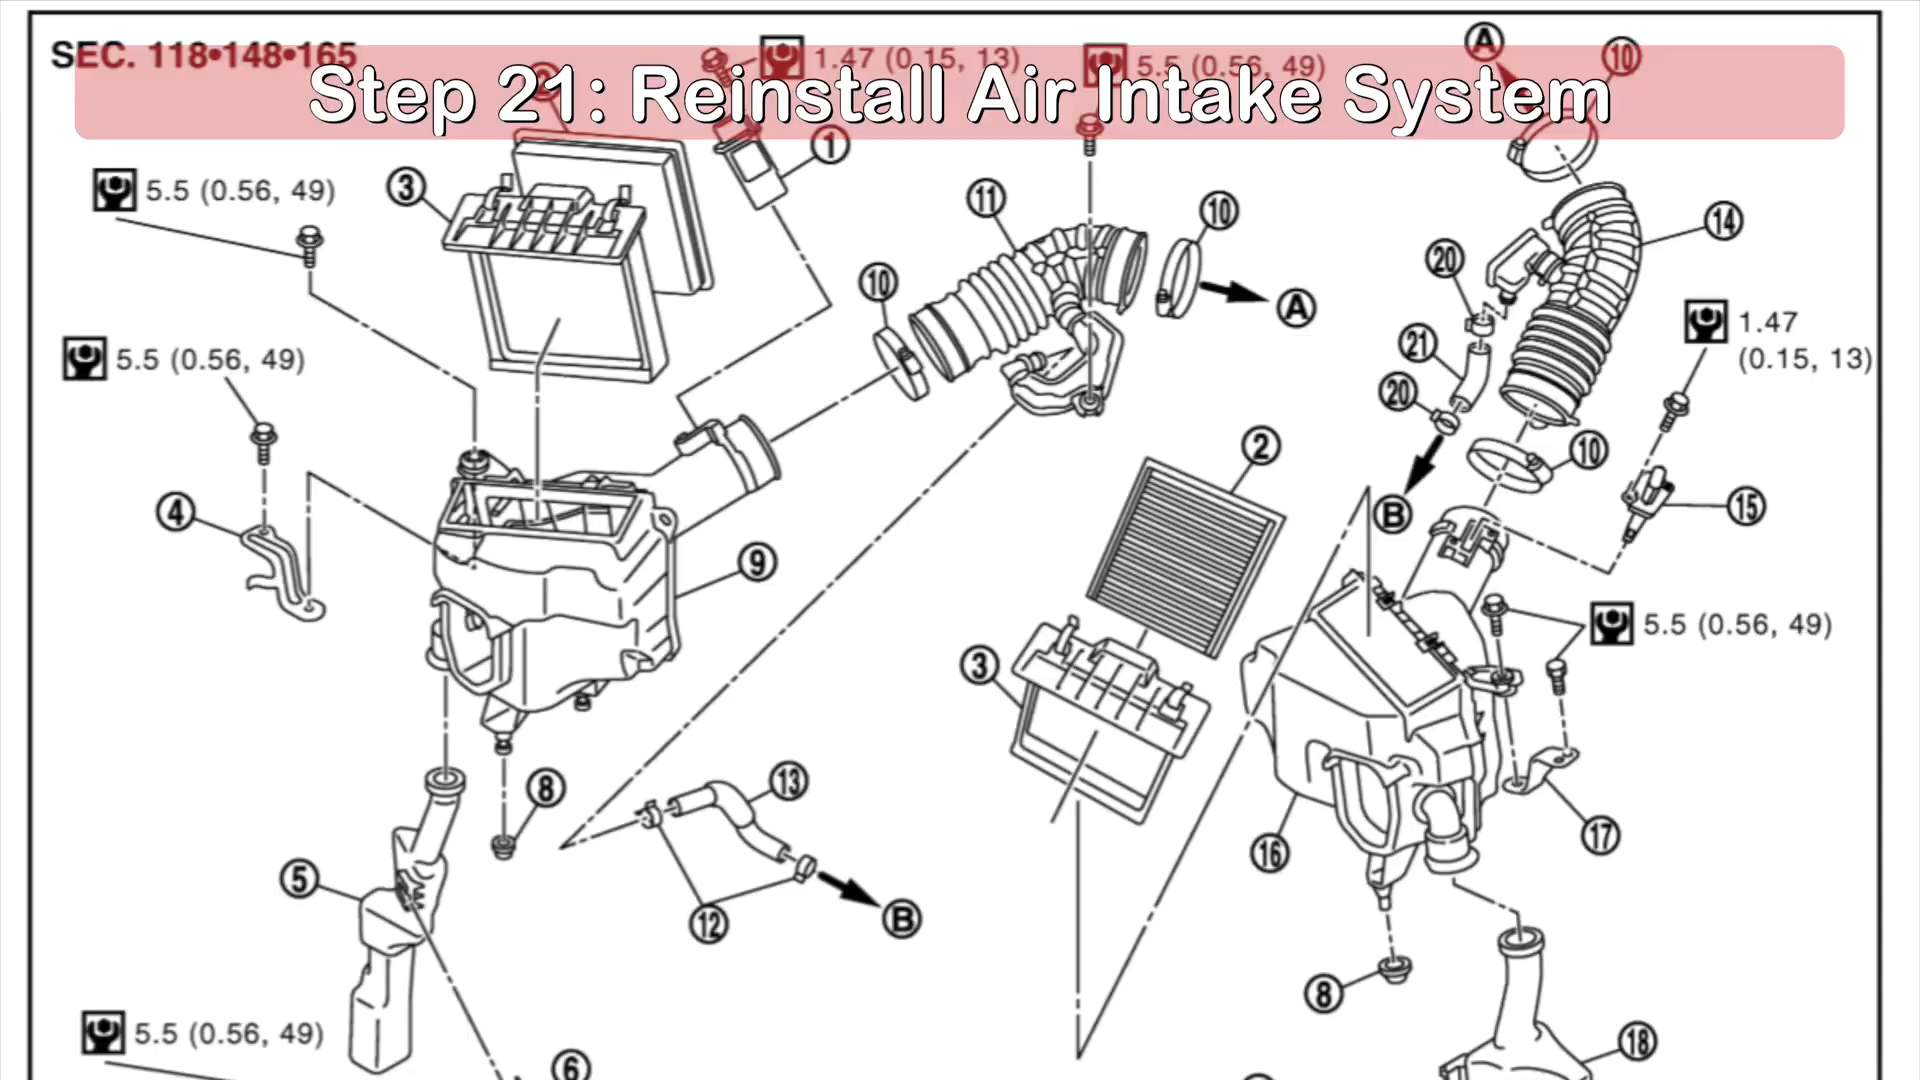 SEC. 118•148•165
Step 21: Reinstall Air Intake System
1.47 (0.15, 13)
5.5 (0.56, 49)
A
10
2
1
5.5 (0.56, 49)
3
11
10
14
20
10
A
1.47
(0.15, 13)
21
5.5 (0.56, 49)
20
2
10
4
B
15
9
5.5 (0.56, 49)
3
13
8
17
16
5
12
B
8
5.5 (0.56, 49)
18
6